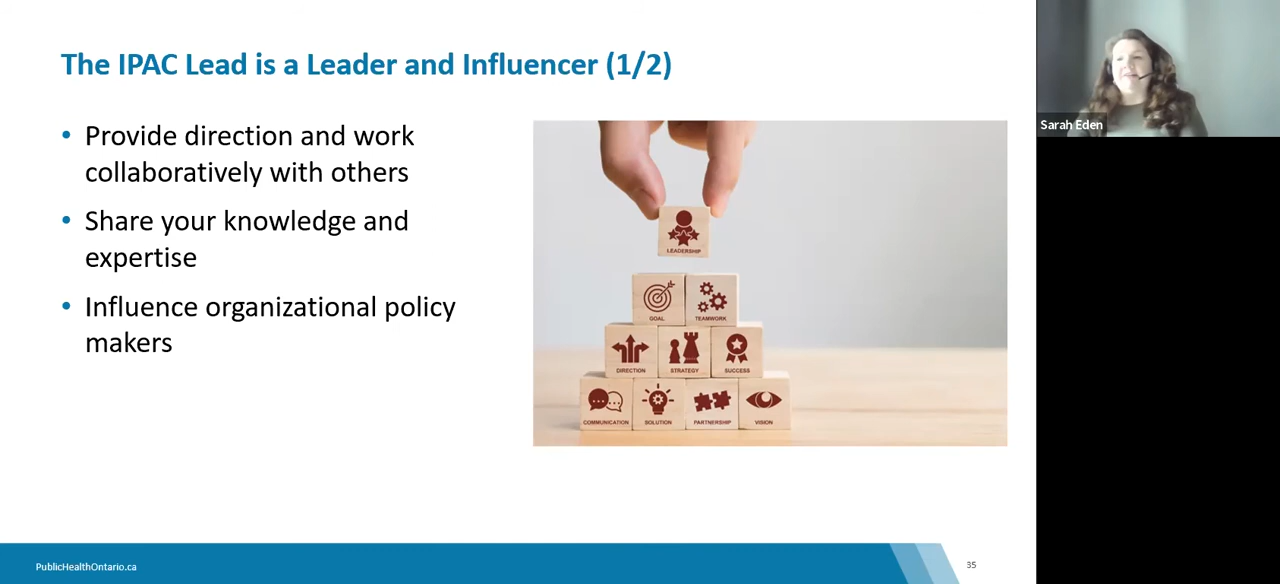 The IPAC Lead is a Leader and Influencer (1/2)
• Provide direction and work
collaboratively with others
• Share your knowledge and
expertise
• Influence organizational policy
makers
LEADERSHIP
GOAL
TEAMWORK
DIRECTION
STRATEGY
SUCCESS
COMMUNICATION
SOLUTION
PARTNERSHIP
VISION
Sarah Eden
PublicHealthOntario.ca
35